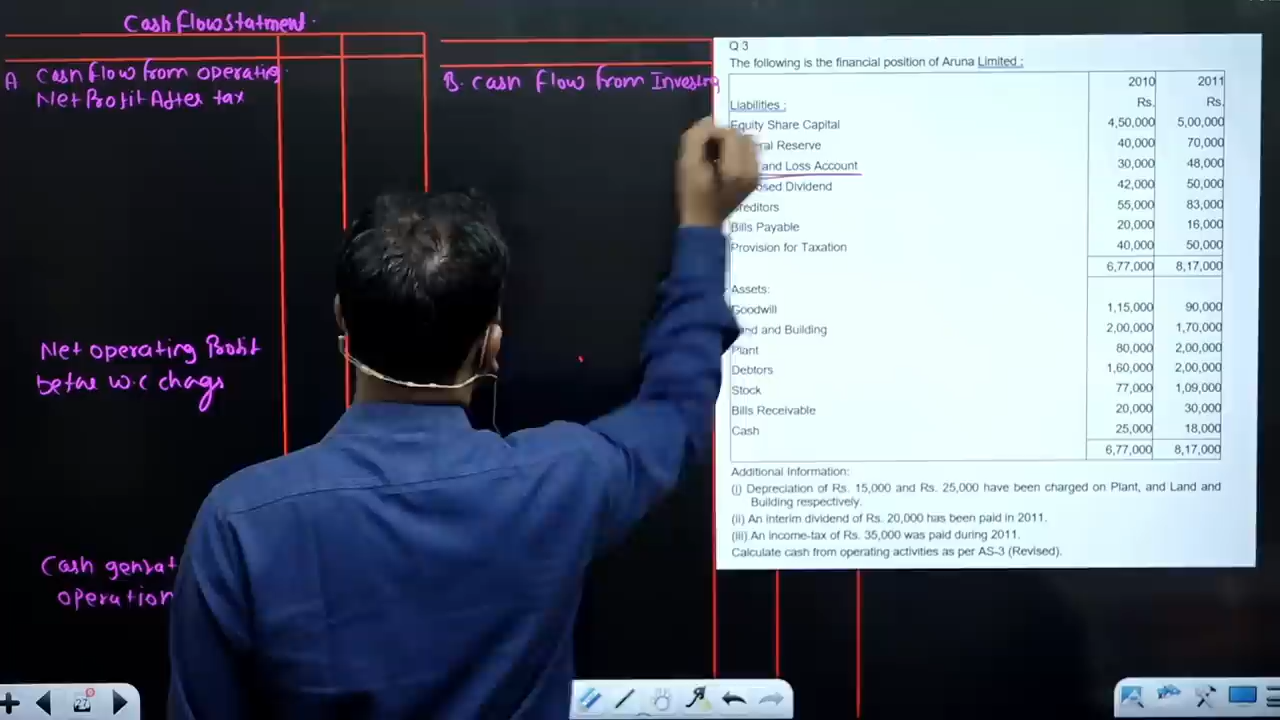 Cash flow Statment
A Cash flow from operating
Net Profit After tax
Net operating Profit
before w.c changs
Cash genrat
operation
B. Cash flow from Investing
Q 3
The following is the financial position of Aruna Limited :
2010 2011
Rs. Rs.
Liabilities :
Equity Share Capital 4,50,000 5,00,000
Reserve 40,000 70,000
and Loss Account 30,000 48,000
Dividend 42,000 50,000
Creditors 55,000 83,000
Bills Payable 20,000 16,000
Provision for Taxation 40,000 50,000
6,77,000 8,17,000
Assets:
Goodwill 1,15,000 90,000
Land and Building 2,00,000 1,70,000
Plant 80,000 2,00,000
Debtors 1,60,000 2,00,000
Stock 77,000 1,09,000
Bills Receivable 20,000 30,000
Cash 25,000 18,000
6,77,000 8,17,000
Additional Information:
(i) Depreciation of Rs. 15,000 and Rs. 25,000 have been charged on Plant, and Land and
Building respectively.
(ii) An interim dividend of Rs. 20,000 has been paid in 2011.
(iii) An income-tax of Rs. 35,000 was paid during 2011.
Calculate cash from operating activities as per AS-3 (Revised).
27